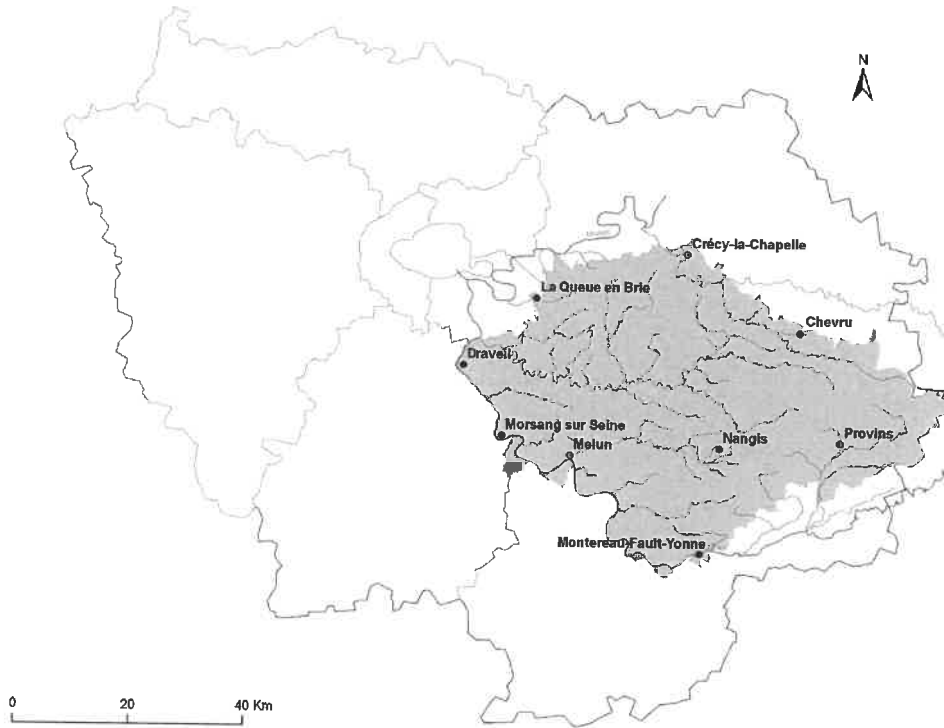 N
Crécy-la-Chapelle
La Queue en Brie
Chevru
Draveil
Morsang sur Seine
Melun
Nangis
Provins
Montereau-Fault-Yonne
0 20 40 Km